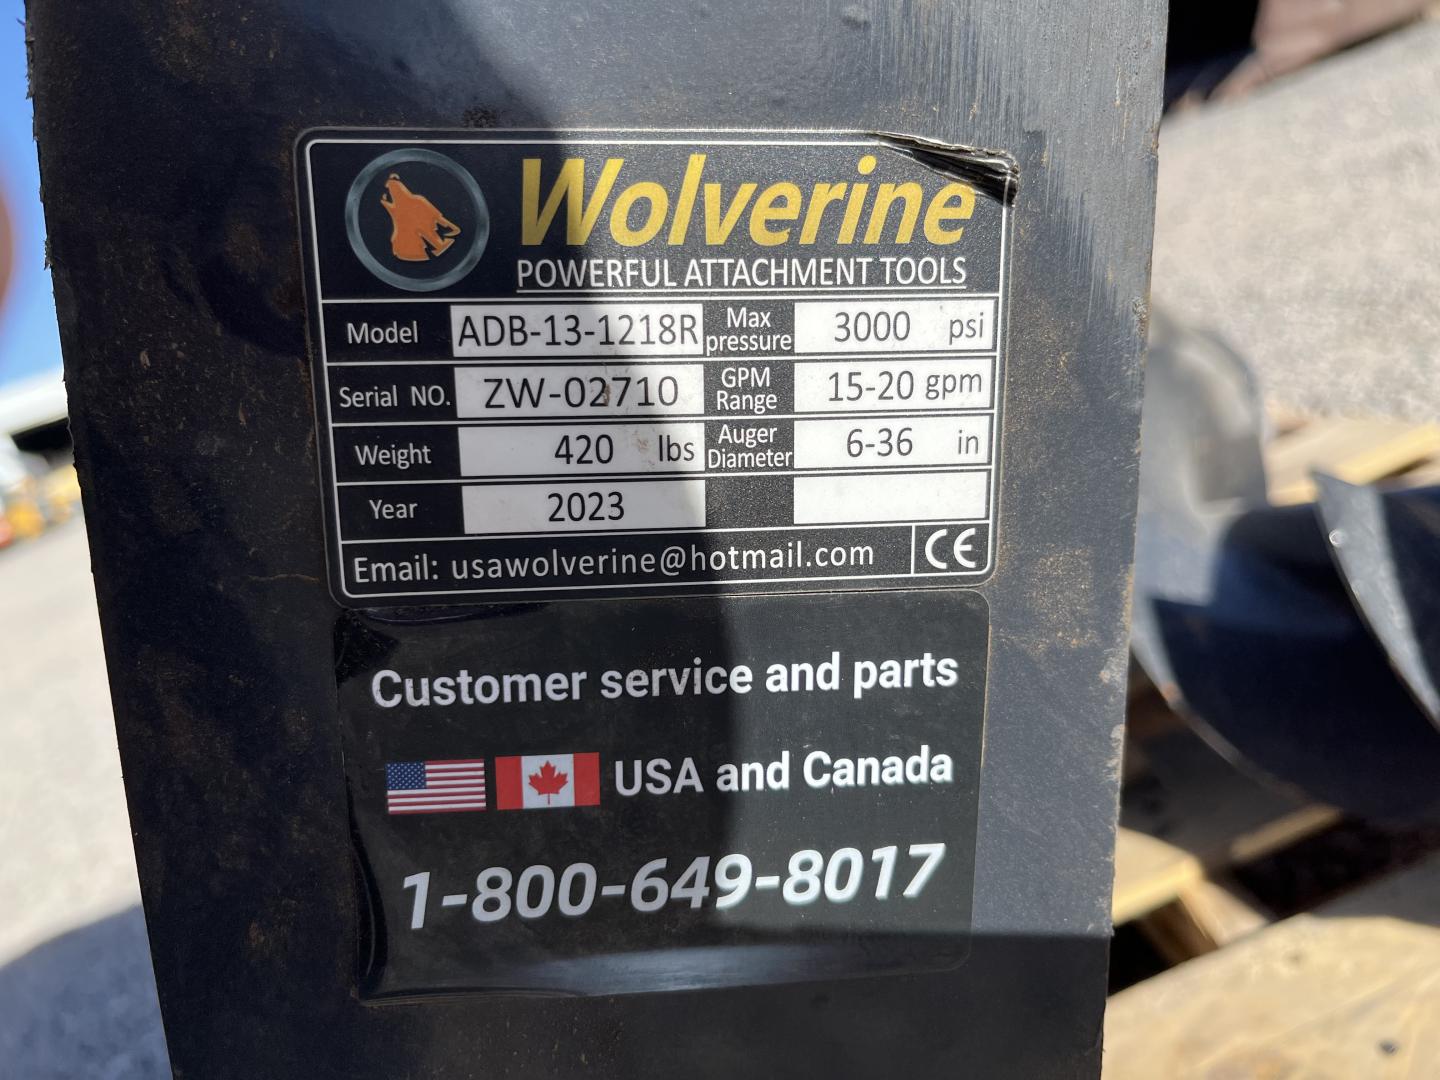 Wolverine
POWERFUL ATTACHMENT TOOLS
Model ADB-13-1218R Max pressure 3000 psi
Serial NO. ZW-02710 GPM Range 15-20 gpm
Weight 420 lbs Auger Diameter 6-36 in
Year 2023
Email: usawolverine@hotmail.com CE
Customer service and parts
USA and Canada
1-800-649-8017